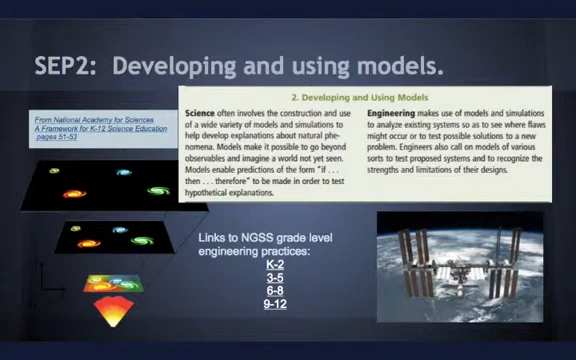 SEP2: Developing and using models.
From National Academy for Sciences
A Framework for K-12 Science Education
pages 51-53
2. Developing and Using Models
Science often involves the construction and use
of a wide variety of models and simulations to
help develop explanations about natural phe-
nomena. Models make it possible to go beyond
observables and imagine a world not yet seen.
Models enable predictions of the form "if . . .
then . . . therefore" to be made in order to test
hypothetical explanations.
Engineering makes use of models and simulations
to analyze existing systems so as to see where flaws
might occur or to test possible solutions to a new
problem. Engineers also call on models of various
sorts to test proposed systems and to recognize the
strengths and limitations of their designs.
Links to NGSS grade level
engineering practices:
K-2
3-5
6-8
9-12